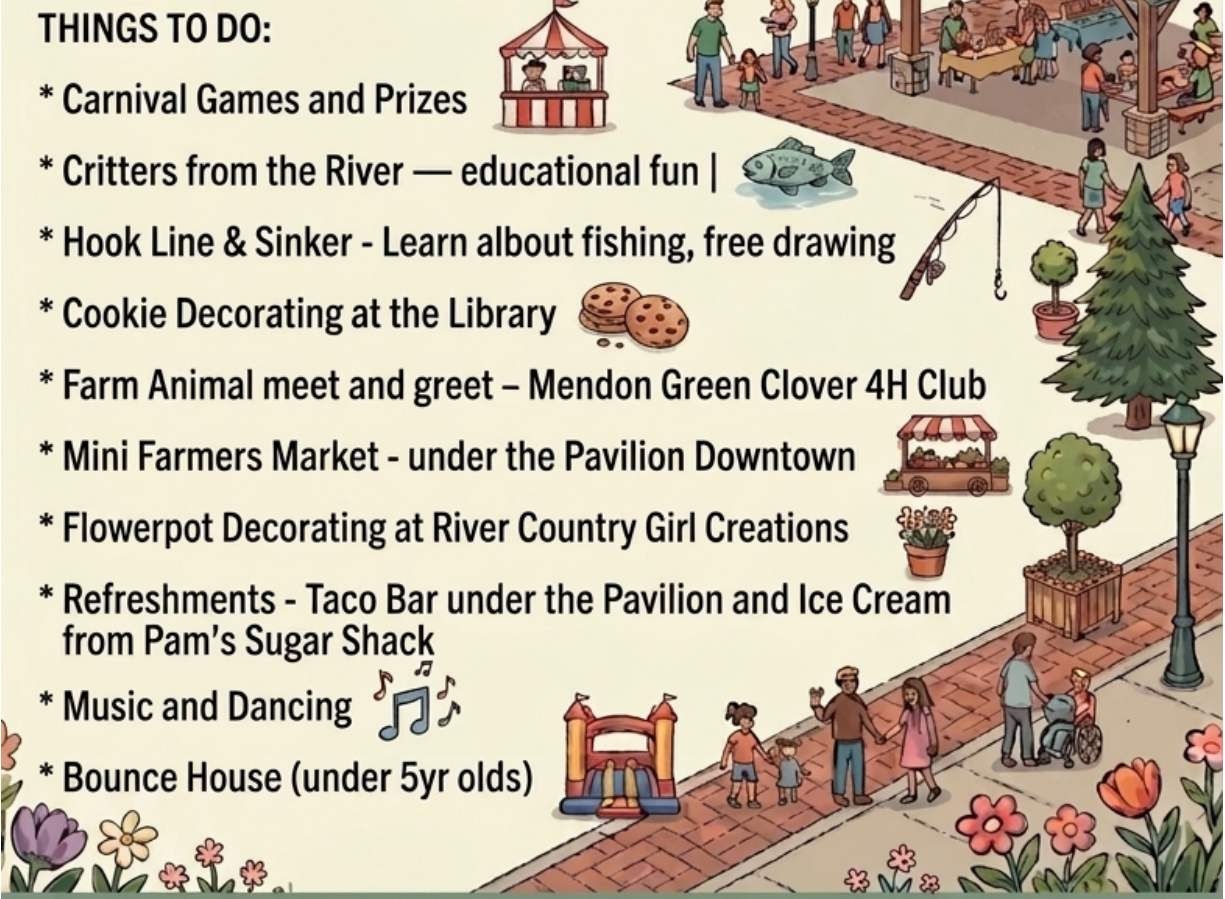 THINGS TO DO:
* Carnival Games and Prizes
* Critters from the River — educational fun |
* Hook Line & Sinker - Learn albout fishing, free drawing
* Cookie Decorating at the Library
* Farm Animal meet and greet – Mendon Green Clover 4H Club
* Mini Farmers Market - under the Pavilion Downtown
* Flowerpot Decorating at River Country Girl Creations
* Refreshments - Taco Bar under the Pavilion and Ice Cream
from Pam's Sugar Shack
* Music and Dancing
* Bounce House (under 5yr olds)